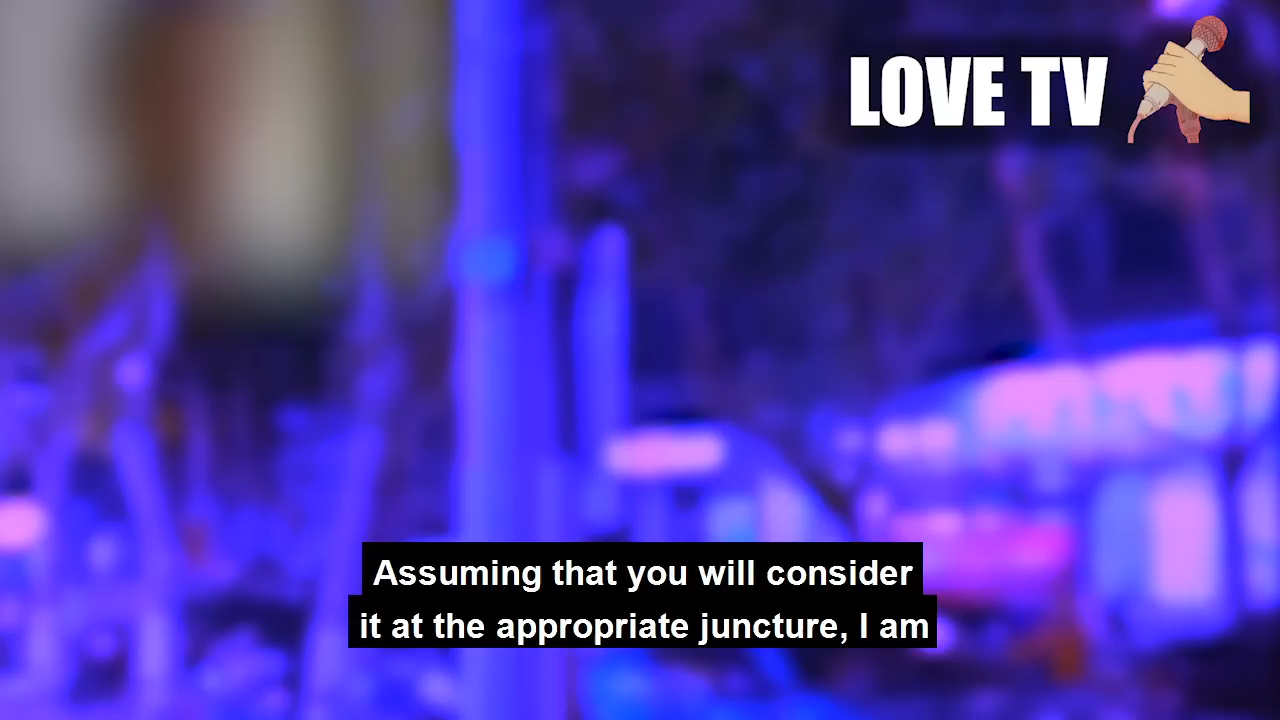 LOVE TV
Assuming that you will consider
it at the appropriate juncture, I am